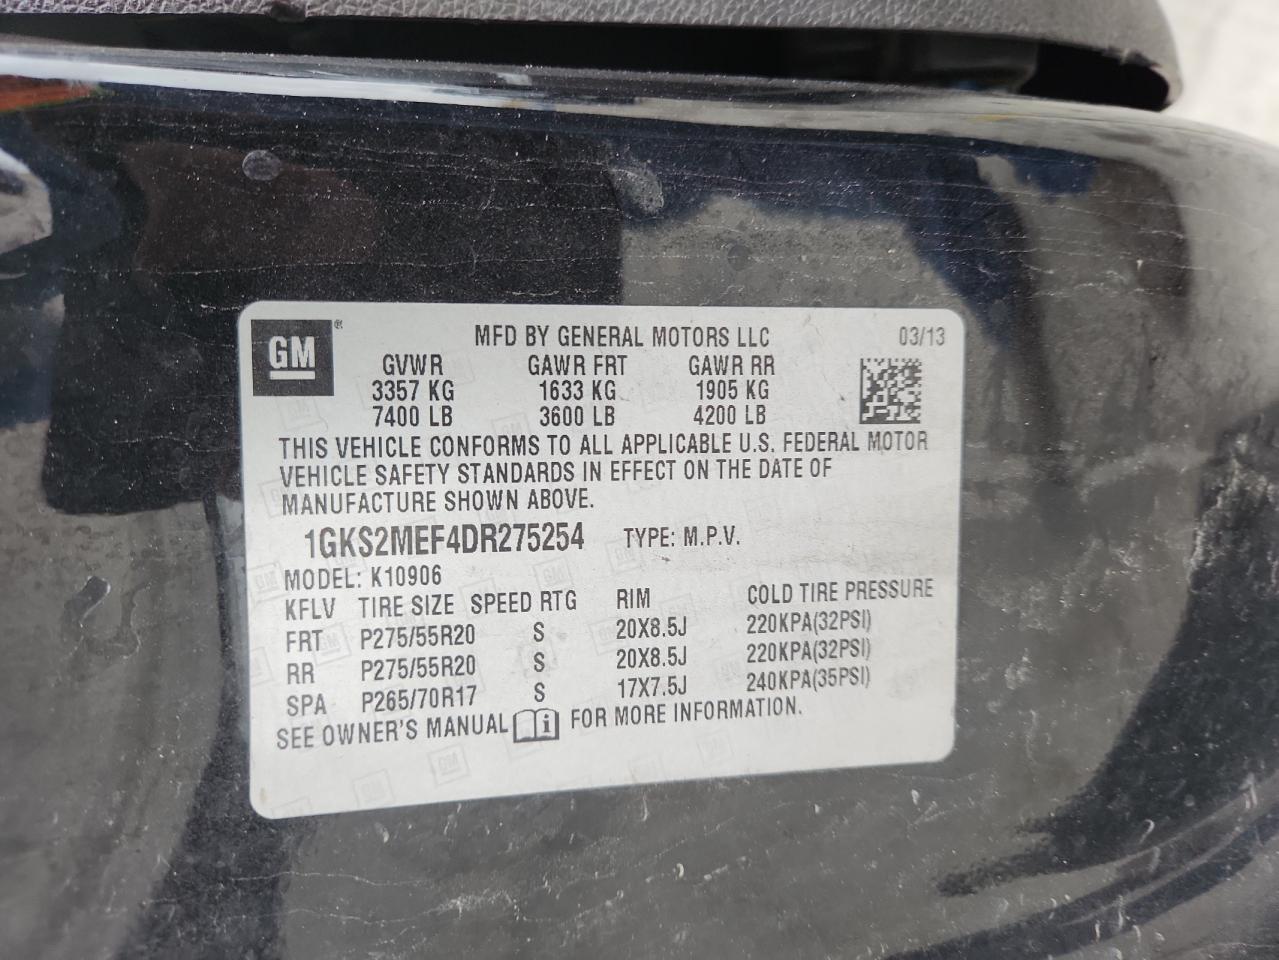 GM ®
MFD BY GENERAL MOTORS LLC 03/13
GVWR GAWR FRT GAWR RR
3357 KG 1633 KG 1905 KG
7400 LB 3600 LB 4200 LB
THIS VEHICLE CONFORMS TO ALL APPLICABLE U.S. FEDERAL MOTOR
VEHICLE SAFETY STANDARDS IN EFFECT ON THE DATE OF
MANUFACTURE SHOWN ABOVE.
1GKS2MEF4DR275254 TYPE: M.P.V.
MODEL: K10906
KFLV TIRE SIZE SPEED RTG RIM COLD TIRE PRESSURE
FRT P275/55R20 S 20X8.5J 220KPA(32PSI)
RR P275/55R20 S 20X8.5J 220KPA(32PSI)
SPA P265/70R17 S 17X7.5J 240KPA(35PSI)
SEE OWNER'S MANUAL i FOR MORE INFORMATION.